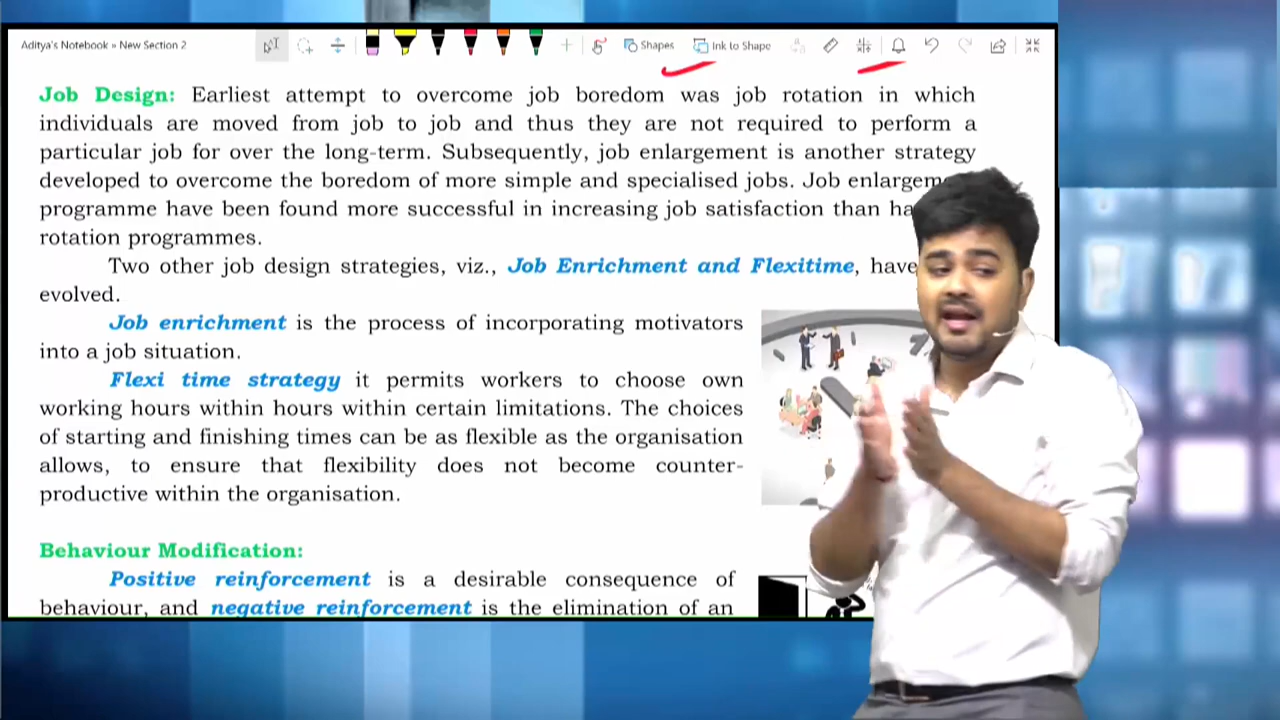 Aditya's Notebook » New Section 2
Shapes
Ink to Shape
Job Design: Earliest attempt to overcome job boredom was job rotation in which
individuals are moved from job to job and thus they are not required to perform a
particular job for over the long-term. Subsequently, job enlargement is another strategy
developed to overcome the boredom of more simple and specialised jobs. Job
programme have been found more successful in increasing job satisfaction than
rotation programmes.
Two other job design strategies, viz., Job Enrichment and Flexitime, have
evolved.
Job enrichment is the process of incorporating motivators
into a job situation.
Flexi time strategy it permits workers to choose own
working hours within hours within certain limitations. The choices
of starting and finishing times can be as flexible as the organisation
allows, to ensure that flexibility does not become counter-
productive within the organisation.
Behaviour Modification:
Positive reinforcement is a desirable consequence of
behaviour, and negative reinforcement is the elimination of an